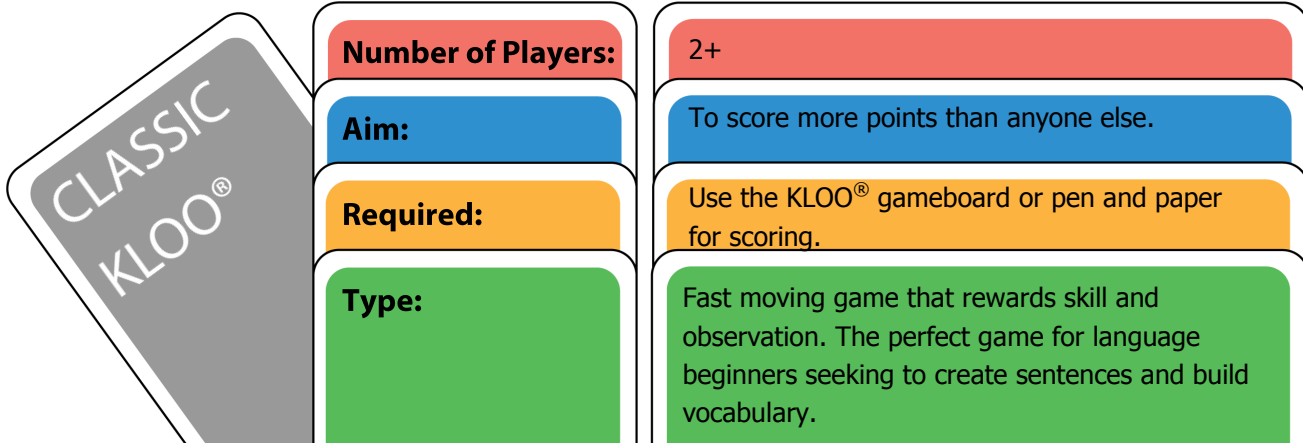 CLASSIC
KLOO®
Number of Players:
2+
Aim:
To score more points than anyone else.
Required:
Use the KLOO® gameboard or pen and paper
for scoring.
Type:
Fast moving game that rewards skill and
observation. The perfect game for language
beginners seeking to create sentences and build
vocabulary.